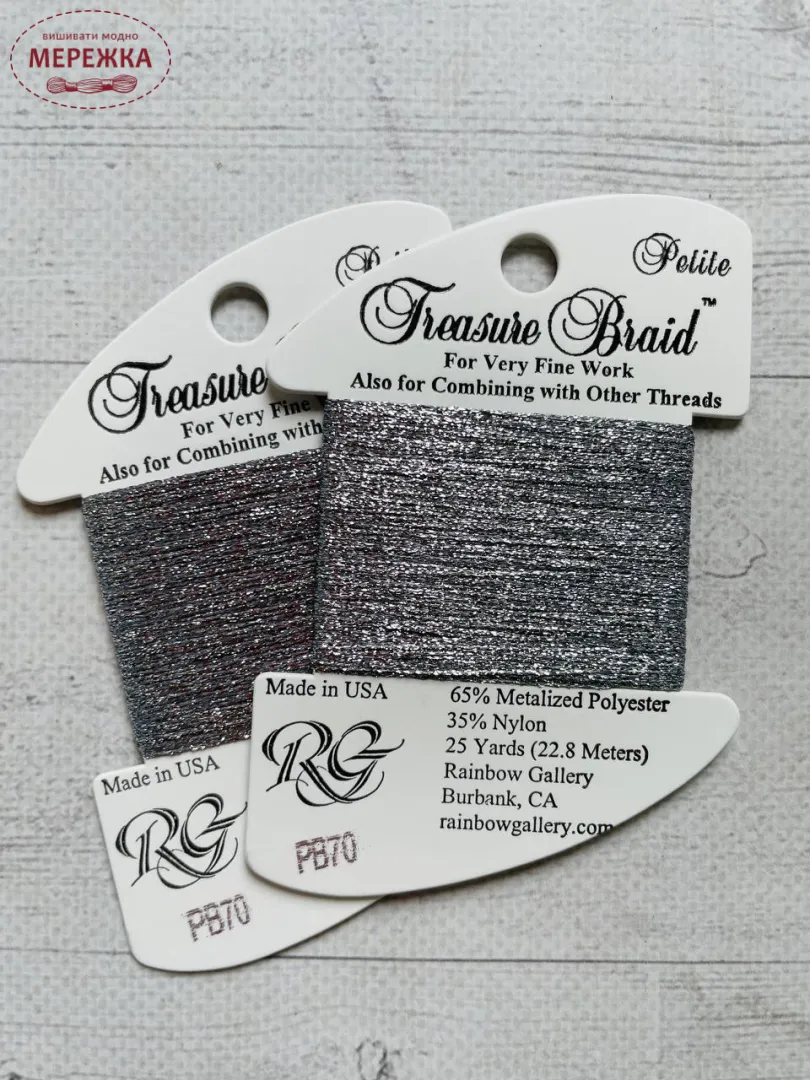 вишивати модно
МЕРЕЖКА
Petite
Treasure Braid™
For Very Fine Work
Also for Combining with Other Threads
Made in USA
RG
65% Metalized Polyester
35% Nylon
25 Yards (22.8 Meters)
Rainbow Gallery
Burbank, CA
rainbowgallery.com
PB70
Treasure
For Very Fine
Also for Combining with
Made in USA
RG
PB70